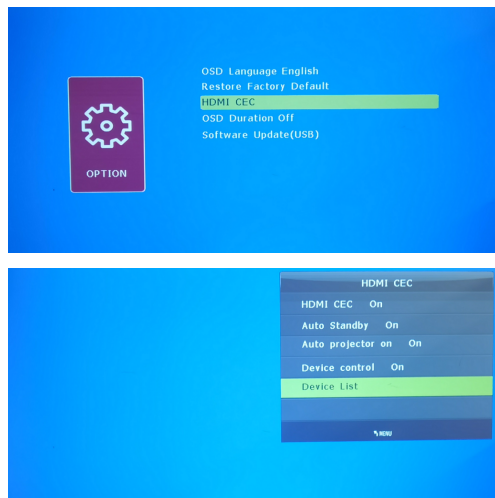 OSD Language English
Restore Factory Default
HDMI CEC
OSD Duration Off
Software Update(USB)
OPTION
HDMI CEC
HDMI CEC On
Auto Standby On
Auto projector on On
Device control On
Device List
MENU